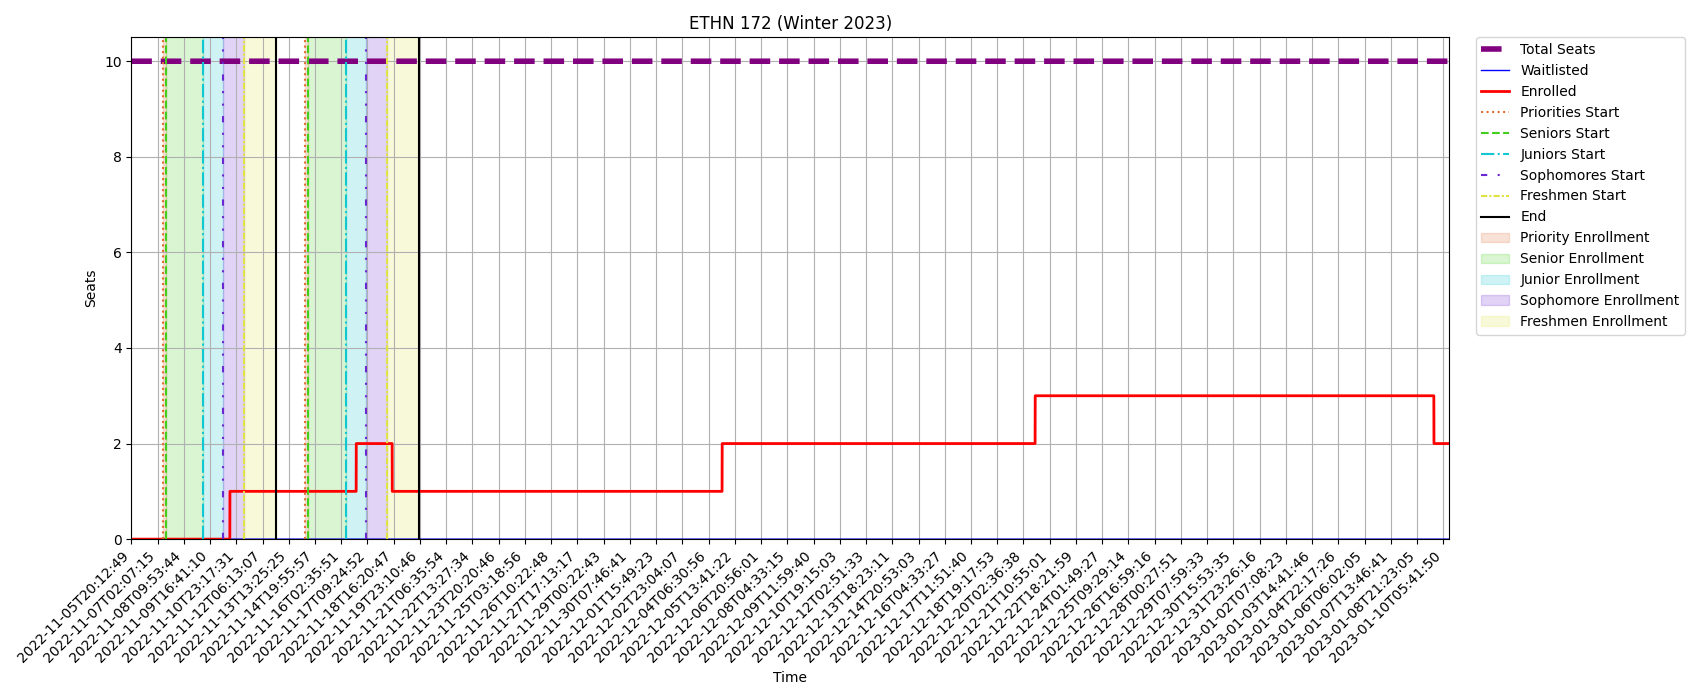 ETHN 172 (Winter 2023)
10
8
6
4
2
0
Seats
2022-11-05T20:12:49
2022-11-07T02:07:15
2022-11-08T09:53:44
2022-11-09T16:41:10
2022-11-10T23:17:31
2022-11-12T06:13:07
2022-11-13T13:25:25
2022-11-14T19:55:57
2022-11-16T02:35:51
2022-11-17T09:24:52
2022-11-18T16:20:47
2022-11-19T23:10:46
2022-11-21T06:35:54
2022-11-22T13:27:34
2022-11-23T20:20:46
2022-11-25T03:18:56
2022-11-26T10:22:48
2022-11-27T17:13:17
2022-11-29T00:22:43
2022-11-30T07:46:41
2022-12-01T15:49:23
2022-12-02T23:04:07
2022-12-04T06:30:56
2022-12-05T13:41:22
2022-12-06T20:56:01
2022-12-08T04:33:15
2022-12-09T11:59:40
2022-12-10T19:15:03
2022-12-12T02:51:33
2022-12-13T18:23:11
2022-12-14T20:53:03
2022-12-16T04:33:27
2022-12-17T11:51:40
2022-12-18T19:17:53
2022-12-20T02:36:38
2022-12-21T10:55:01
2022-12-22T18:21:59
2022-12-24T01:49:27
2022-12-25T09:29:14
2022-12-26T16:59:16
2022-12-28T00:27:51
2022-12-29T07:59:33
2022-12-30T15:53:35
2022-12-31T23:26:16
2023-01-02T07:08:23
2023-01-03T14:41:46
2023-01-04T22:17:26
2023-01-06T06:02:05
2023-01-07T13:46:41
2023-01-08T21:23:05
2023-01-10T05:41:50
Time
Total Seats
Waitlisted
Enrolled
Priorities Start
Seniors Start
Juniors Start
Sophomores Start
Freshmen Start
End
Priority Enrollment
Senior Enrollment
Junior Enrollment
Sophomore Enrollment
Freshmen Enrollment